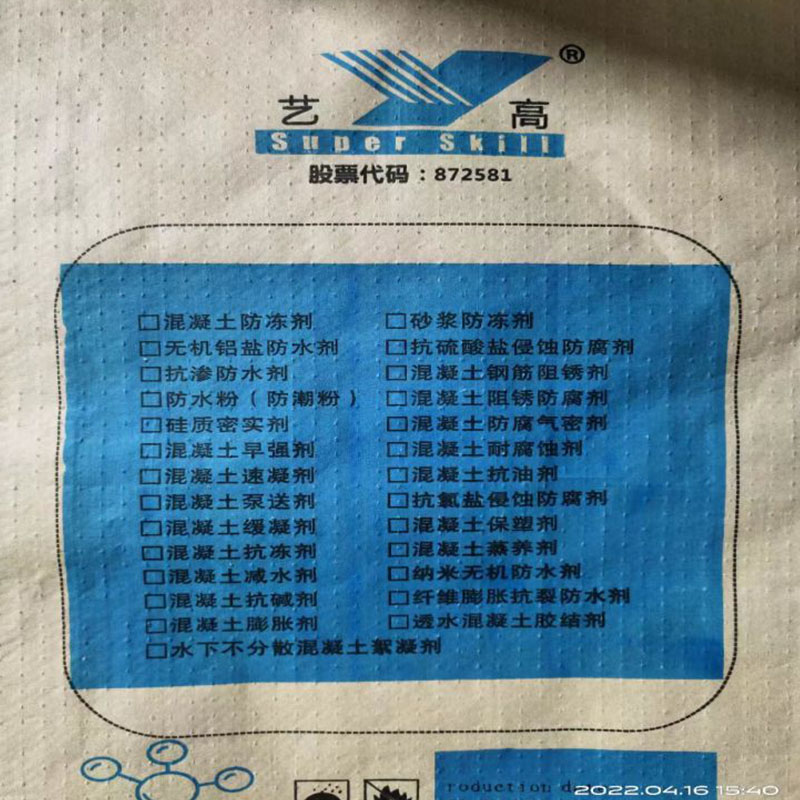 ®
艺 高
Super Skill
股票代码：872581
□混凝土防冻剂 □砂浆防冻剂
□无机铝盐防水剂 □抗硫酸盐侵蚀防腐剂
□抗渗防水剂 □混凝土钢筋阻锈剂
□防水粉（防潮粉） □混凝土阻锈防腐剂
□硅质密实剂 □混凝土防腐气密剂
□混凝土早强剂 □混凝土耐腐蚀剂
□混凝土速凝剂 □混凝土抗油剂
□混凝土泵送剂 □抗氯盐侵蚀防腐剂
□混凝土缓凝剂 □混凝土保塑剂
□混凝土抗冻剂 □混凝土蒸养剂
□混凝土减水剂 □纳米无机防水剂
□混凝土抗碱剂 □纤维膨胀抗裂防水剂
□混凝土膨胀剂 □透水混凝土胶结剂
□水下不分散混凝土絮凝剂
roduction d
2022.04.16 15:40